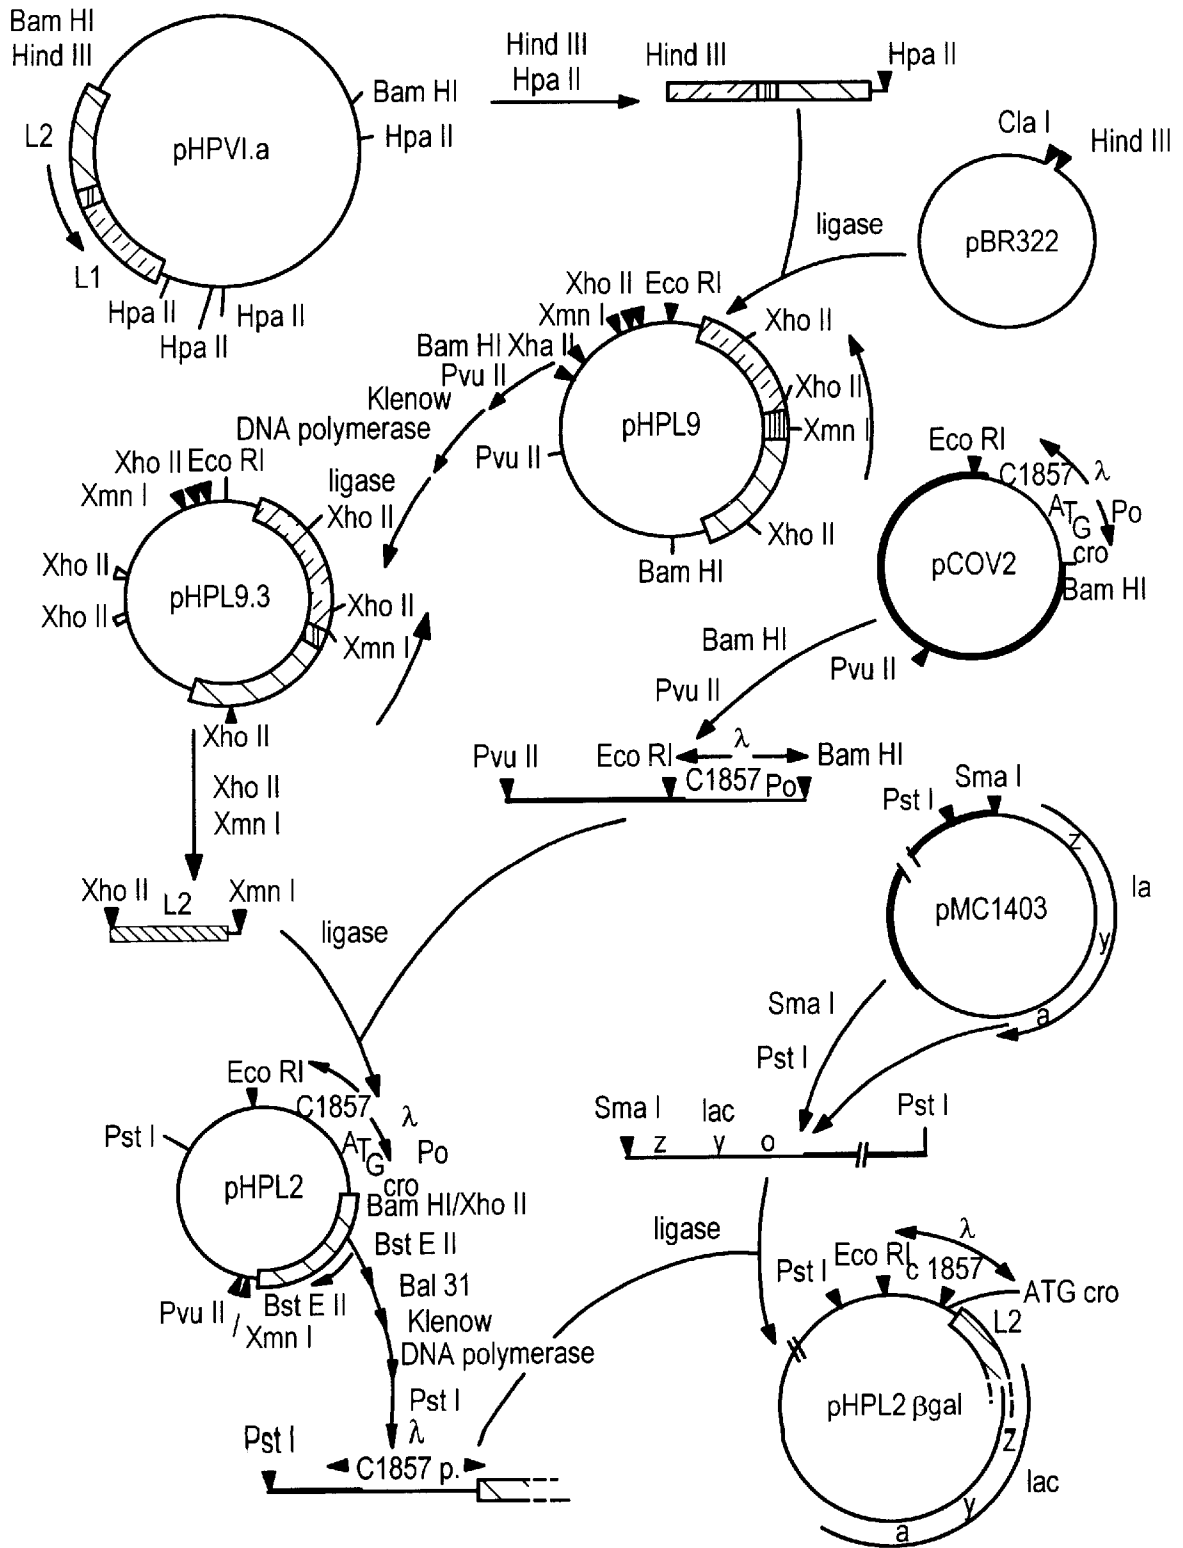 Bam HI
Hind III
L2
L1
pHPVI.a
Bam HI
Hpa II
Hpa II
Hpa II
Hpa II
Hind III
Hpa II
Hind III
Hpa II
Cla I
Hind III
pBR322
ligase
Xho II
Eco RI
Xmn I
Bam HI Xha II
Pvu II
Xho II
Xho II
Xmn I
pHPL9
Pvu II
Xho II
Bam HI
Klenow
DNA polymerase
ligase
Xho II Eco RI
Xmn I
Xho II
Xho II
Xho II
pHPL9.3
Xho II
Xmn I
Xho II
Eco RI
C1857
λ
ATG
Po
cro
pCOV2
Bam HI
Pvu II
Bam HI
Pvu II
Xho II
Xmn I
Pvu II
Eco RI
λ
Bam HI
C1857
Po
Xho II
L2
Xmn I
ligase
Pst I
Sma I
z
la
pMC1403
y
a
Sma I
Pst I
Sma I
lac
Pst I
z
y
o
Eco RI
C1857
λ
Pst I
ATG
Po
cro
pHPL2
Bam HI/Xho II
Bst E II
Bst E II
Pvu II
/
Xmn I
Bal 31
Klenow
DNA polymerase
Pst I
λ
Pst I
C1857 p.
ligase
λ
Eco RI
c 1857
Pst I
ATG cro
L2
pHPL2 βgal
z
lac
y
a